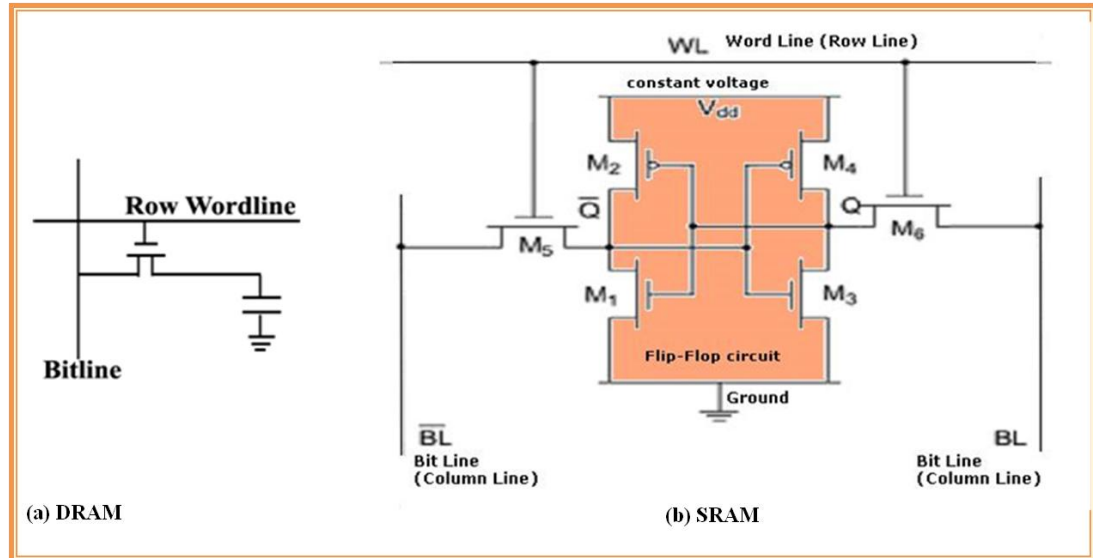 Row Wordline
Bitline
(a) DRAM
WL Word Line (Row Line)
constant voltage
V_dd
M₂
M₄
Q̅
Q
M₅
M₆
M₁
M₃
Flip-Flop circuit
Ground
B̅L̅
Bit Line
(Column Line)
BL
Bit Line
(Column Line)
(b) SRAM